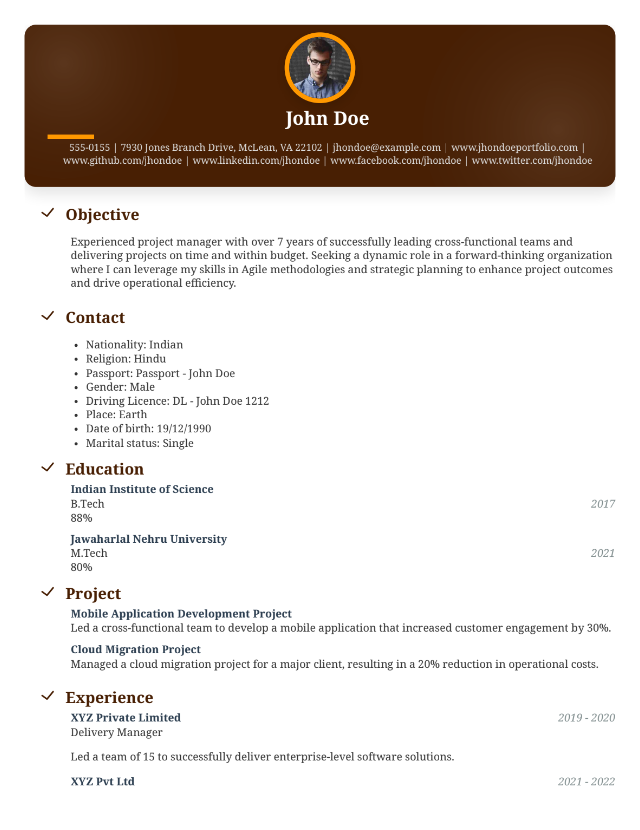 John Doe
555-0155 | 7930 Jones Branch Drive, McLean, VA 22102 | jhondoe@example.com | www.jhondoeportfolio.com |
www.github.com/jhondoe | www.linkedin.com/jhondoe | www.facebook.com/jhondoe | www.twitter.com/jhondoe
Objective
Experienced project manager with over 7 years of successfully leading cross-functional teams and
delivering projects on time and within budget. Seeking a dynamic role in a forward-thinking organization
where I can leverage my skills in Agile methodologies and strategic planning to enhance project outcomes
and drive operational efficiency.
Contact
• Nationality: Indian
• Religion: Hindu
• Passport: Passport - John Doe
• Gender: Male
• Driving Licence: DL - John Doe 1212
• Place: Earth
• Date of birth: 19/12/1990
• Marital status: Single
Education
Indian Institute of Science
B.Tech 2017
88%
Jawaharlal Nehru University
M.Tech 2021
80%
Project
Mobile Application Development Project
Led a cross-functional team to develop a mobile application that increased customer engagement by 30%.
Cloud Migration Project
Managed a cloud migration project for a major client, resulting in a 20% reduction in operational costs.
Experience
XYZ Private Limited 2019 - 2020
Delivery Manager
Led a team of 15 to successfully deliver enterprise-level software solutions.
XYZ Pvt Ltd 2021 - 2022